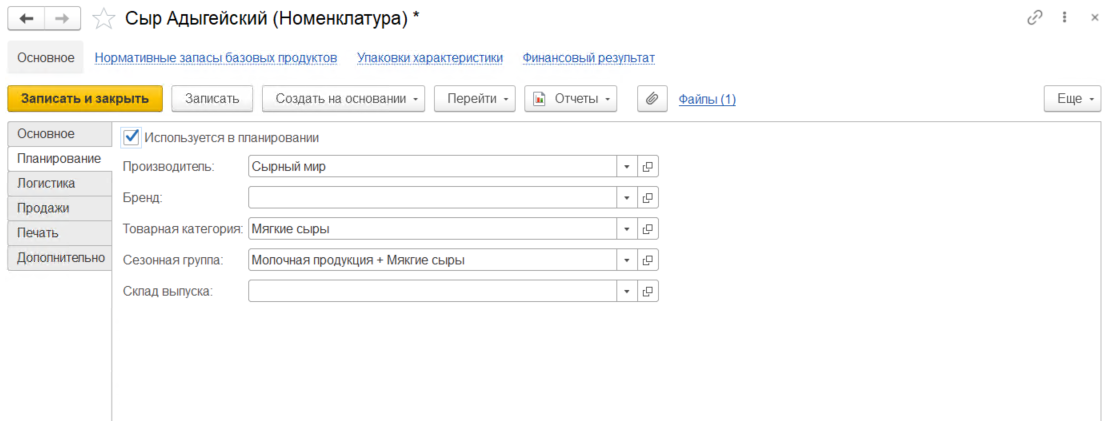 Сыр Адыгейский (Номенклатура) *
Основное Нормативные запасы базовых продуктов Упаковки характеристики Финансовый результат
Записать и закрыть Записать Создать на основании Перейти Отчеты Файлы (1) Еще
Основное
Планирование
Логистика
Продажи
Печать
Дополнительно
Используется в планировании
Производитель: Сырный мир
Бренд:
Товарная категория: Мягкие сыры
Сезонная группа: Молочная продукция + Мякгие сыры
Склад выпуска: